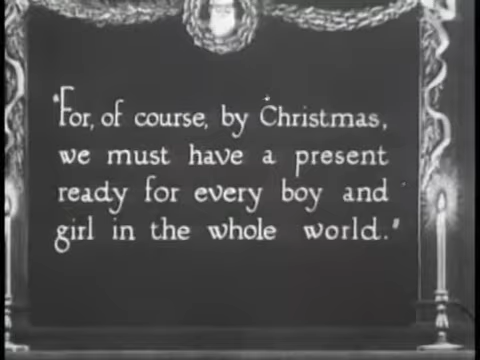 "For, of course, by Christmas,
we must have a present
ready for every boy and
girl in the whole world."